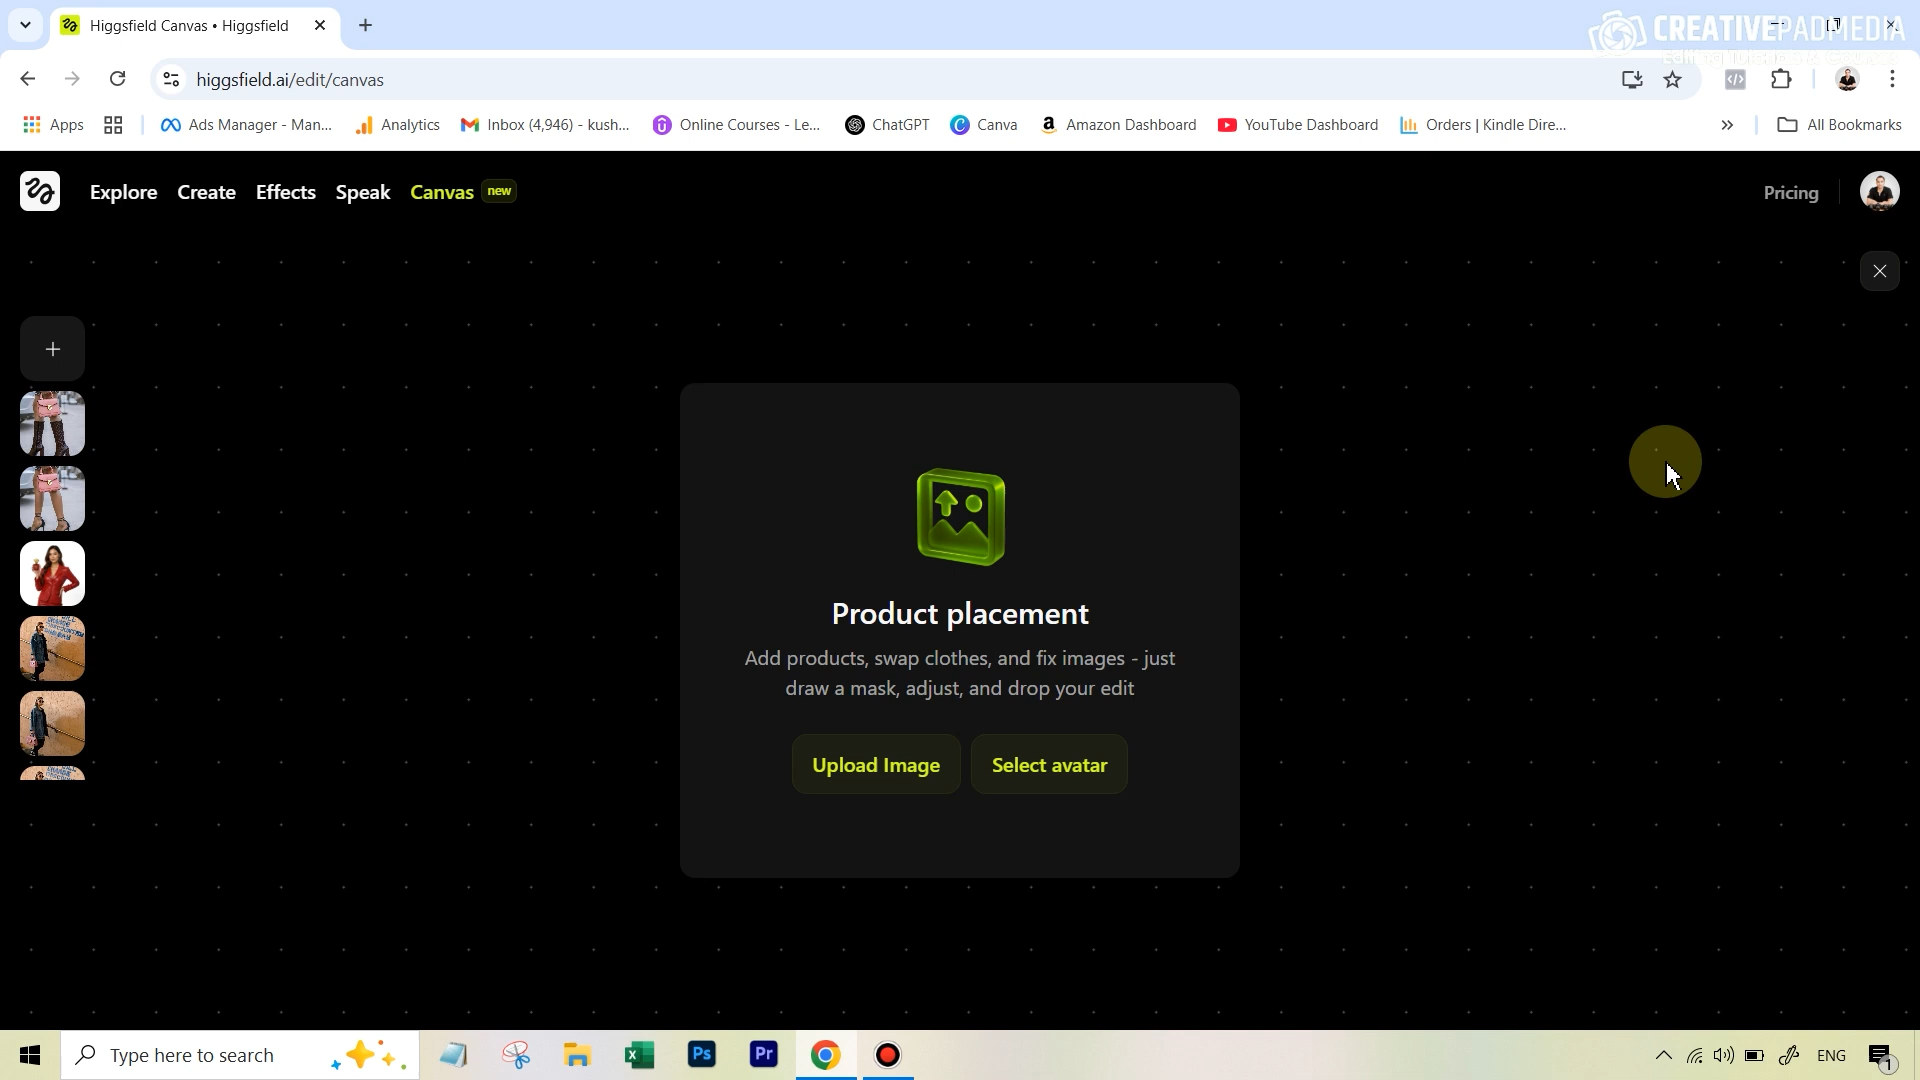 Higgsfield Canvas • Higgsfield
CREATIVEPADMEDIA
higgsfield.ai/edit/canvas
Apps
Ads Manager - Man...
Analytics
Inbox (4,946) - kush...
Online Courses - Le...
ChatGPT
Canva
Amazon Dashboard
YouTube Dashboard
Orders | Kindle Dire...
All Bookmarks
Explore
Create
Effects
Speak
Canvas
new
Pricing
Product placement
Add products, swap clothes, and fix images - just
draw a mask, adjust, and drop your edit
Upload Image
Select avatar
Type here to search
Ps
Pr
ENG
1